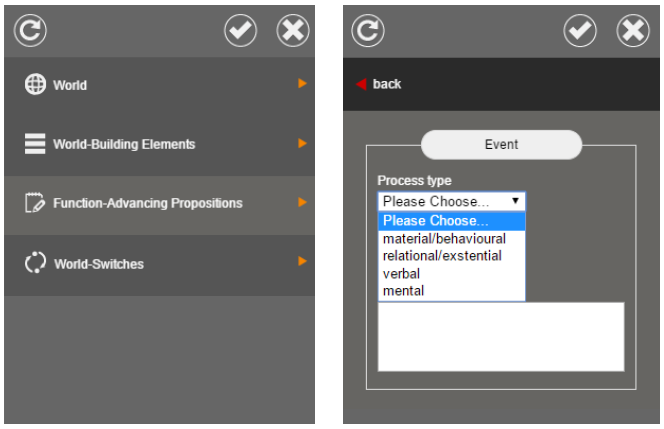 World
World-Building Elements
Function-Advancing Propositions
World-Switches
back
Event
Process type
Please Choose...
Please Choose...
material/behavioural
relational/exstential
verbal
mental